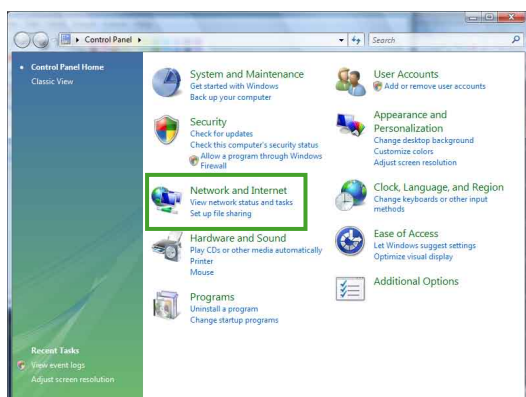 Control Panel
Search
Control Panel Home
Classic View
System and Maintenance
Get started with Windows
Back up your computer
Security
Check for updates
Check this computer's security status
Allow a program through Windows
Firewall
Network and Internet
View network status and tasks
Set up file sharing
Hardware and Sound
Play CDs or other media automatically
Printer
Mouse
Programs
Uninstall a program
Change startup programs
User Accounts
Add or remove user accounts
Appearance and
Personalization
Change desktop background
Customize colors
Adjust screen resolution
Clock, Language, and Region
Change keyboards or other input
methods
Ease of Access
Let Windows suggest settings
Optimize visual display
Additional Options
Recent Tasks
View event logs
Adjust screen resolution